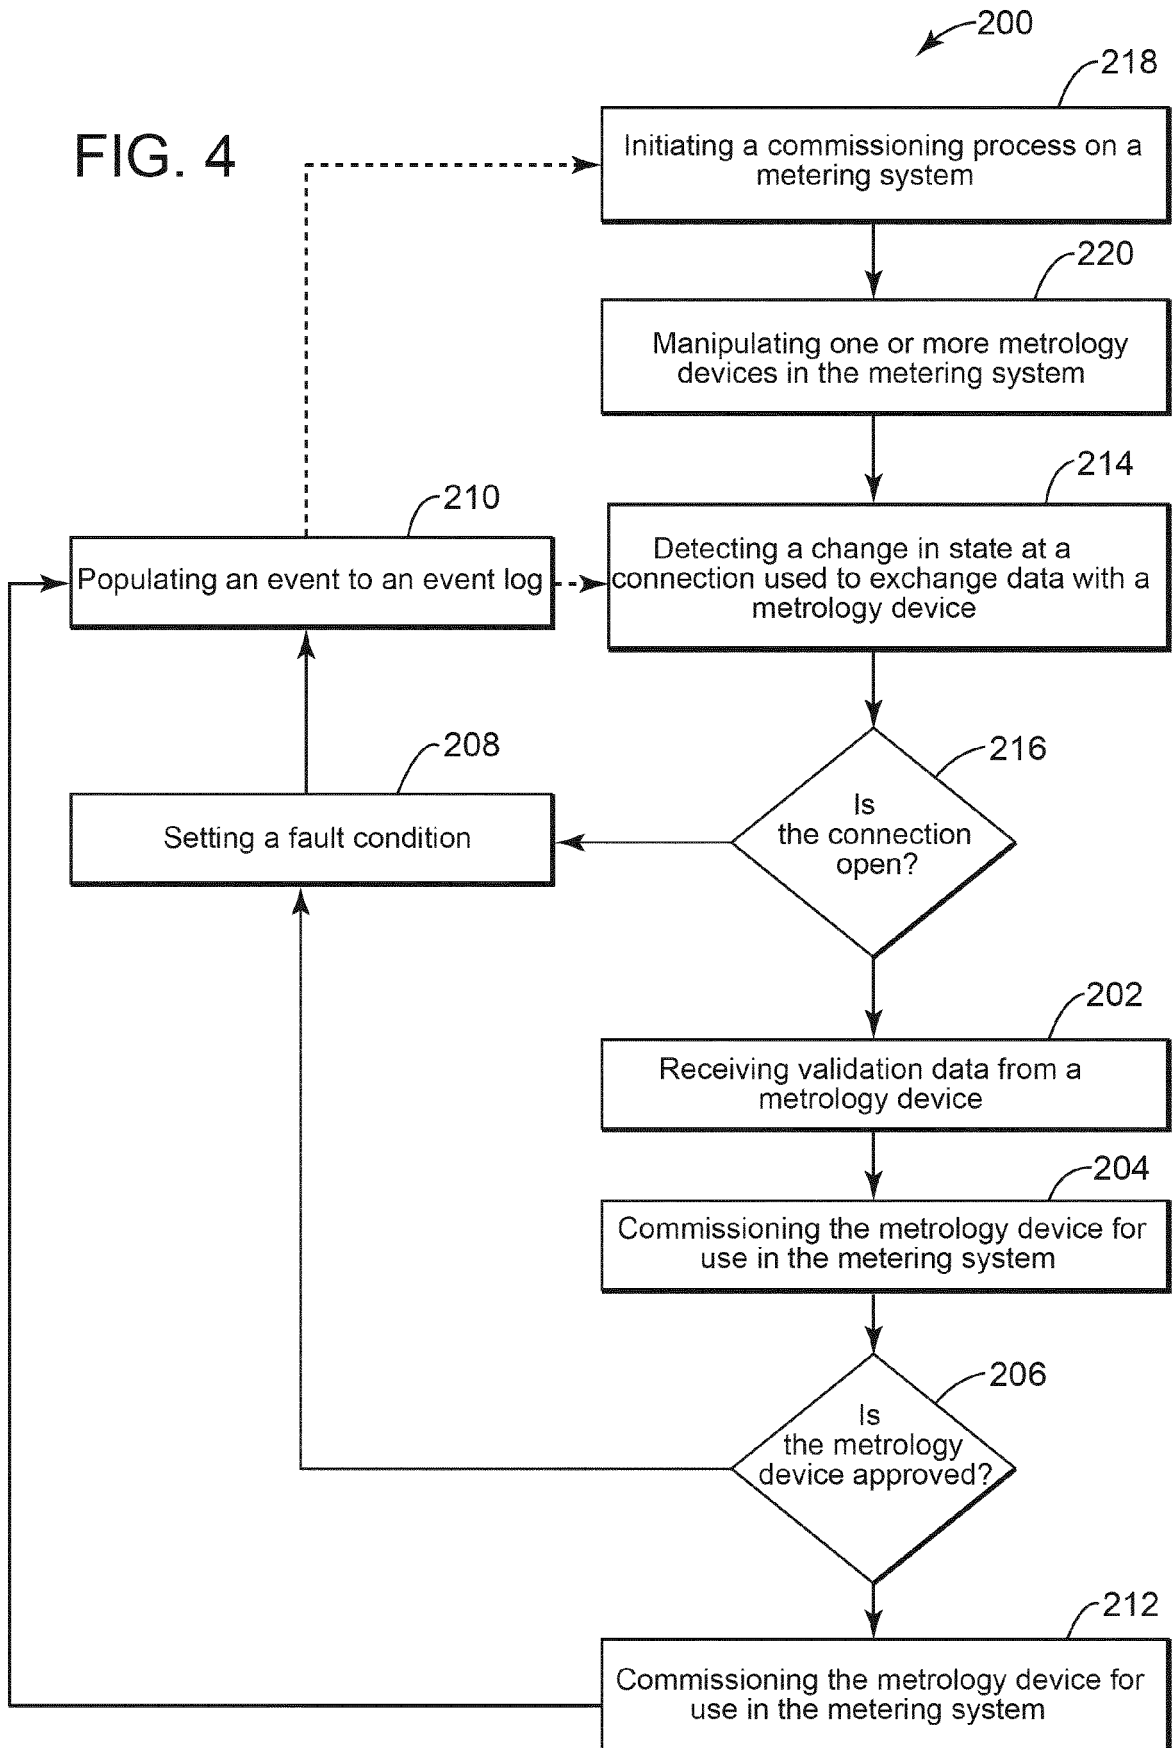 200
218
FIG. 4
Initiating a commissioning process on a
metering system
220
Manipulating one or more metrology
devices in the metering system
214
210
Detecting a change in state at a
connection used to exchange data with a
metrology device
Populating an event to an event log
216
208
Is
the connection
open?
Setting a fault condition
202
Receiving validation data from a
metrology device
204
Commissioning the metrology device for
use in the metering system
206
Is
the metrology
device approved?
212
Commissioning the metrology device for
use in the metering system